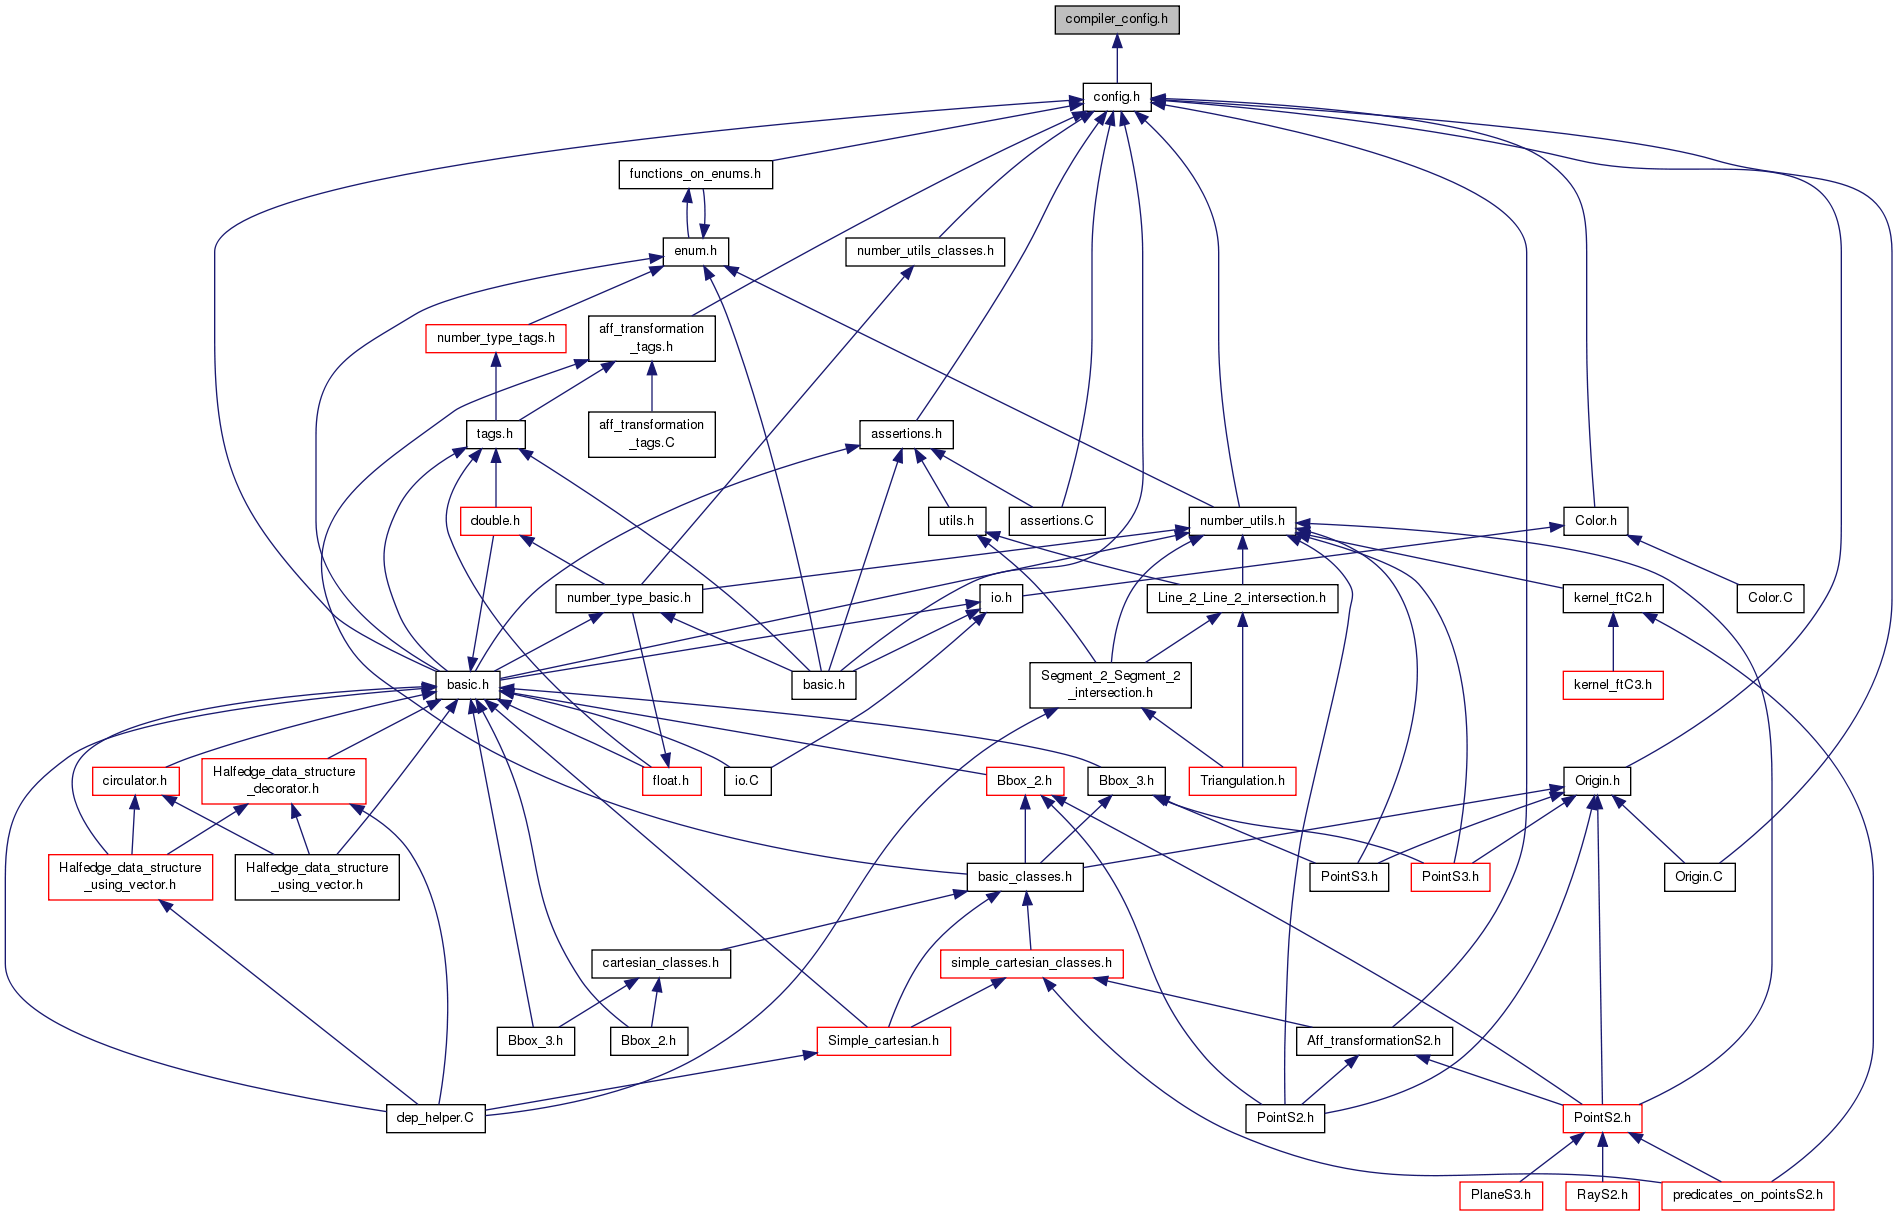 compiler_config.h
config.h
functions_on_enums.h
enum.h
number_utils_classes.h
number_type_tags.h
aff_transformation
_tags.h
aff_transformation
_tags.C
tags.h
assertions.h
double.h
utils.h
assertions.C
number_utils.h
Color.h
number_type_basic.h
io.h
Line_2_Line_2_intersection.h
kernel_ftC2.h
Color.C
basic.h
basic.h
Segment_2_Segment_2
_intersection.h
kernel_ftC3.h
circulator.h
Halfedge_data_structure
_decorator.h
float.h
io.C
Bbox_2.h
Bbox_3.h
Triangulation.h
Origin.h
Halfedge_data_structure
_using_vector.h
Halfedge_data_structure
_using_vector.h
basic_classes.h
PointS3.h
PointS3.h
Origin.C
cartesian_classes.h
simple_cartesian_classes.h
Bbox_3.h
Bbox_2.h
Simple_cartesian.h
Aff_transformationS2.h
dep_helper.C
PointS2.h
PointS2.h
PlaneS3.h
RayS2.h
predicates_on_pointsS2.h